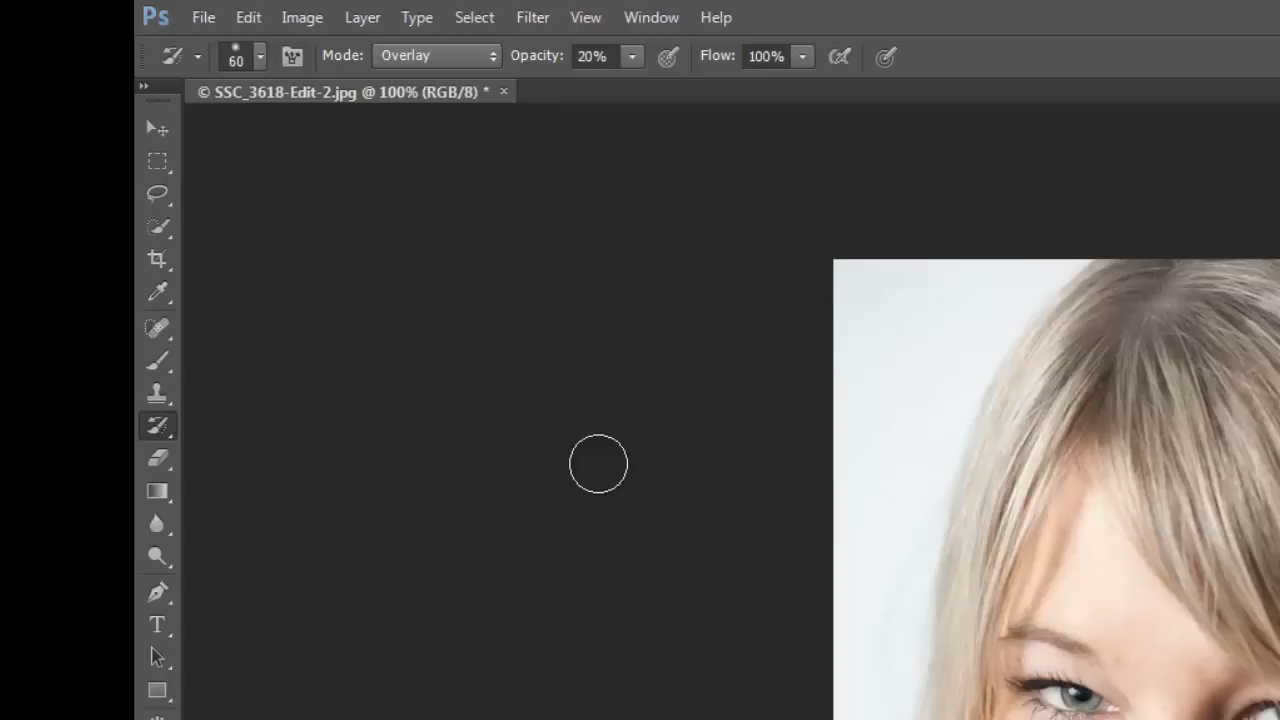 Ps File Edit Image Layer Type Select Filter View Window Help
60 Mode: Overlay Opacity: 20% Flow: 100%
© SSC_3618-Edit-2.jpg @ 100% (RGB/8) * ×
T